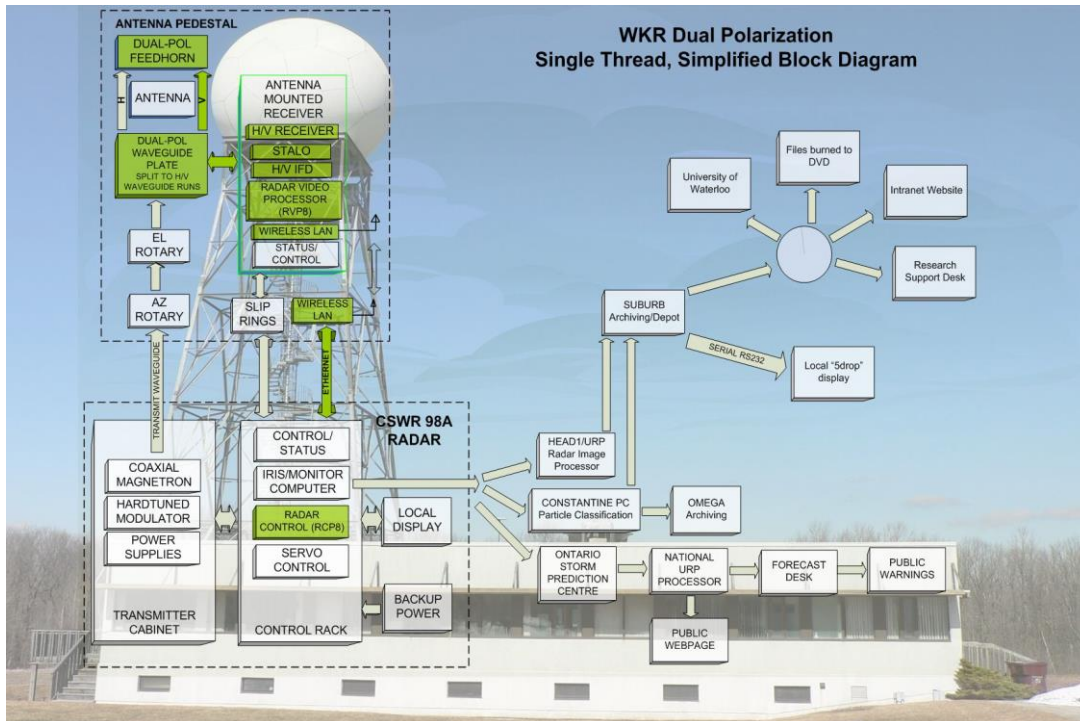 WKR Dual Polarization
Single Thread, Simplified Block Diagram
ANTENNA PEDESTAL
DUAL-POL
FEEDHORN
H
ANTENNA
V
DUAL-POL
WAVEGUIDE
PLATE
SPLIT TO H/V
WAVEGUIDE RUNS
EL
ROTARY
AZ
ROTARY
ANTENNA
MOUNTED
RECEIVER
H/V RECEIVER
STALO
H/V IFD
RADAR VIDEO
PROCESSOR
(RVP8)
WIRELESS LAN
STATUS/
CONTROL
SLIP
RINGS
WIRELESS
LAN
TRANSMIT WAVEGUIDE
ETHERNET
CSWR 98A
RADAR
COAXIAL
MAGNETRON
HARDTUNED
MODULATOR
POWER
SUPPLIES
TRANSMITTER
CABINET
CONTROL/
STATUS
IRIS/MONITOR
COMPUTER
RADAR
CONTROL (RCP8)
SERVO
CONTROL
CONTROL RACK
LOCAL
DISPLAY
BACKUP
POWER
HEAD1/URP
Radar Image
Processor
CONSTANTINE PC
Particle Classification
OMEGA
Archiving
ONTARIO
STORM
PREDICTION
CENTRE
NATIONAL
URP
PROCESSOR
FORECAST
DESK
PUBLIC
WARNINGS
PUBLIC
WEBPAGE
SUBURB
Archiving/Depot
SERIAL RS232
Local “5drop”
display
University of
Waterloo
Files burned to
DVD
Intranet Website
Research
Support Desk